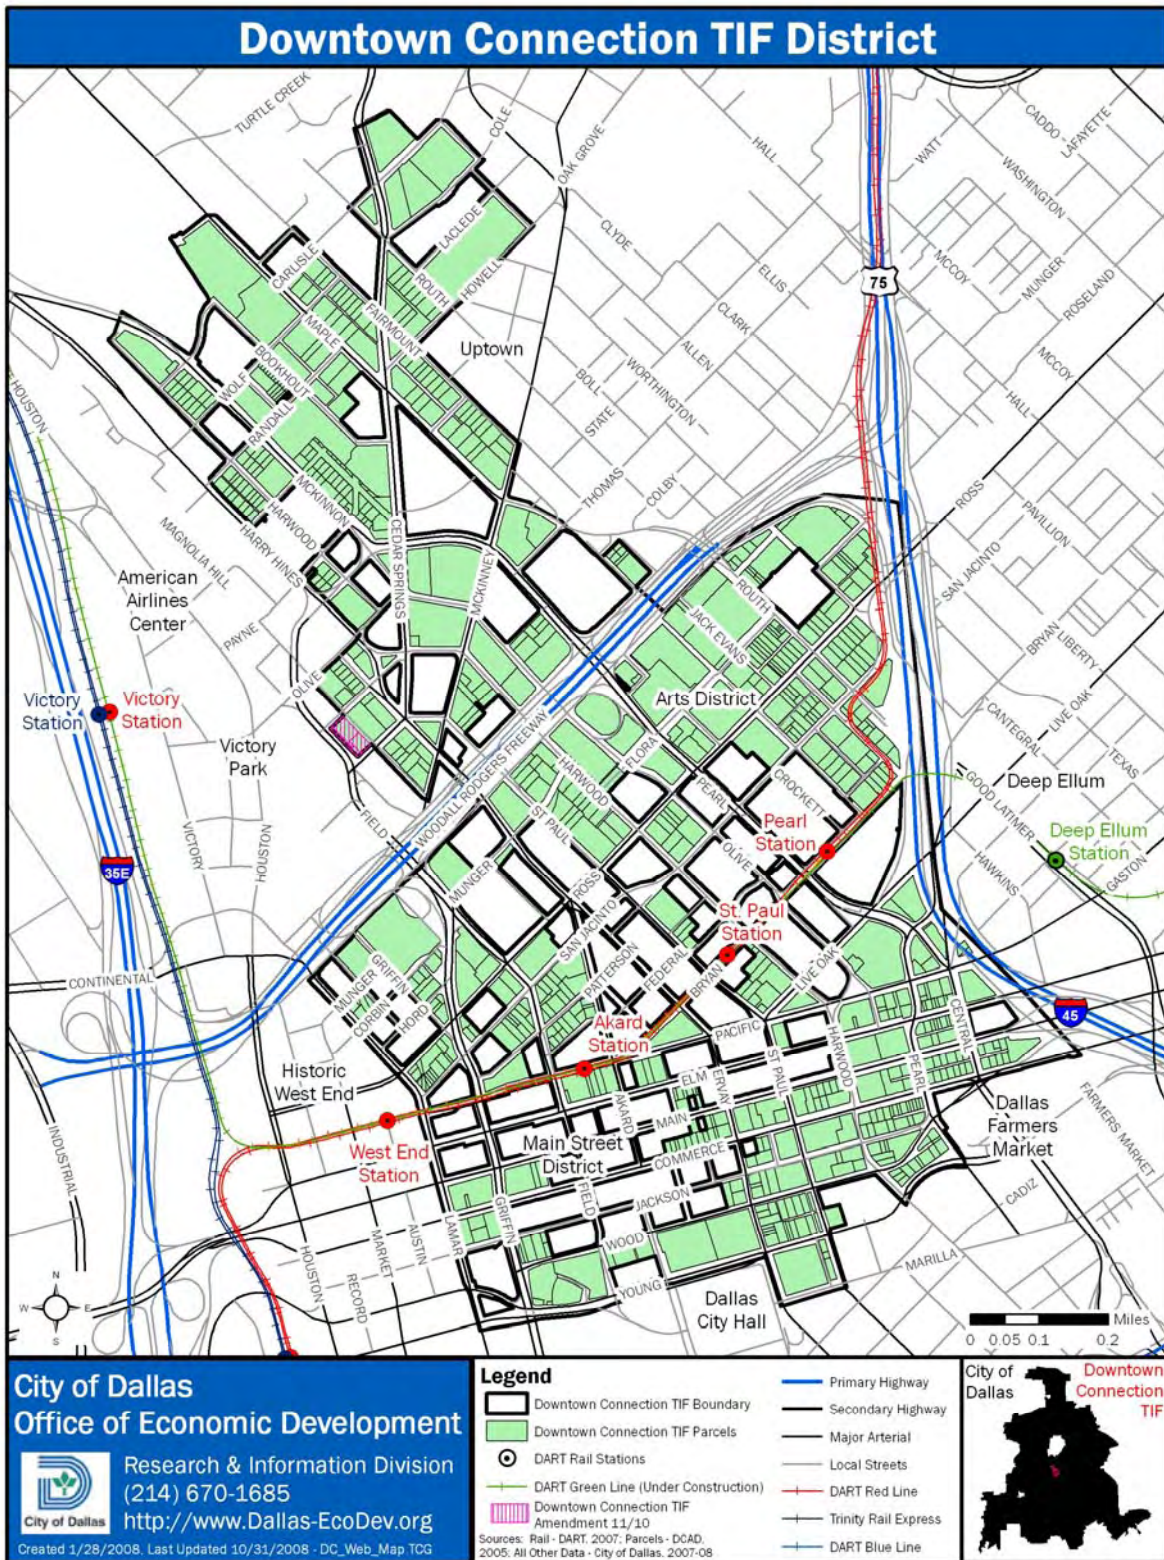 Downtown Connection TIF District
TURTLE CREEK
COLE
OAK GROVE
HALL
WATT
CADDO
LAFAYETTE
WASHINGTON
CARLISLE
LACLEDE
ROUTH
HOWELL
CLYDE
ELLIS
MCCOY
MUNGER
ROSELAND
75
MAPLE
FAIRMOUNT
Uptown
CLARK
ALLEN
MCCOY
HOUSTON
WOLF
BOOKHOUT
RANDALL
BOLL
STATE
WORTHINGTON
HALL
MCKINNON
THOMAS
COLBY
ROSS
PAVILION
MAGNOLIA HILL
HARWOOD
HARRY HINES
CEDAR SPRINGS
MCKINNEY
SAN JACINTO
American
Airlines
Center
PAYNE
ROUTH
JACK EVANS
BRYAN
LIBERTY
OLIVE
Arts District
CANTEGRAL
LIVE OAK
Victory
Station
Victory
Station
Victory
Park
WOODALL RODGERS FREEWAY
HARWOOD
FLORA
TEXAS
PEARL
CROCKETT
GOOD LATIMER
Deep Ellum
FIELD
ST PAUL
Pearl
Station
Deep Ellum
Station
VICTORY
HOUSTON
35E
MUNGER
ROSS
OLIVE
HAWKINS
GASTON
St. Paul
Station
SAN JACINTO
CONTINENTAL
GRIFFIN
MUNGER
CORBIN
HORD
PATTERSON
FEDERAL
BRYAN
LIVE OAK
CENTRAL
45
Akard
Station
PACIFIC
HARWOOD
ST PAUL
PEARL
Historic
West End
ELM
ERVAY
AKARD
MAIN
INDUSTRIAL
West End
Station
Main Street
District
COMMERCE
Dallas
Farmers
Market
FARMERS MARKET
CADIZ
FIELD
JACKSON
GRIFFIN
LAMAR
AUSTIN
MARKET
RECORD
HOUSTON
WOOD
YOUNG
MARILLA
Dallas
City Hall
N
W E
S
Miles
0 0.05 0.1 0.2
City of Dallas
Office of Economic Development
City of Dallas
Research & Information Division
(214) 670-1685
http://www.Dallas-EcoDev.org
Created 1/28/2008. Last Updated 10/31/2008 - DC_Web_Map TCG
Legend
Downtown Connection TIF Boundary
Downtown Connection TIF Parcels
DART Rail Stations
DART Green Line (Under Construction)
Downtown Connection TIF
Amendment 11/10
Sources: Rail - DART, 2007; Parcels - DCAD,
2005; All Other Data - City of Dallas, 2007-08
Primary Highway
Secondary Highway
Major Arterial
Local Streets
DART Red Line
Trinity Rail Express
DART Blue Line
City of
Dallas
Downtown
Connection
TIF